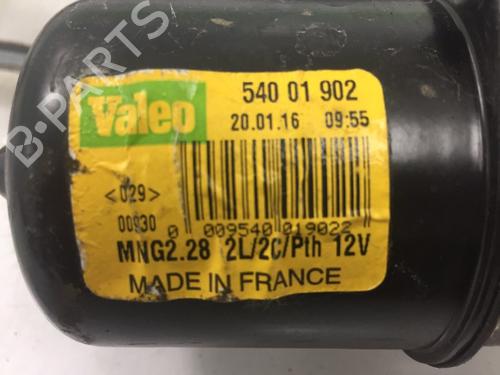 B-PARTS
Valeo
540 01 902
20.01.16 09:55
<029>
00930
0 009540 019022
MNG2.28 2L/2C/Pth 12V
MADE IN FRANCE